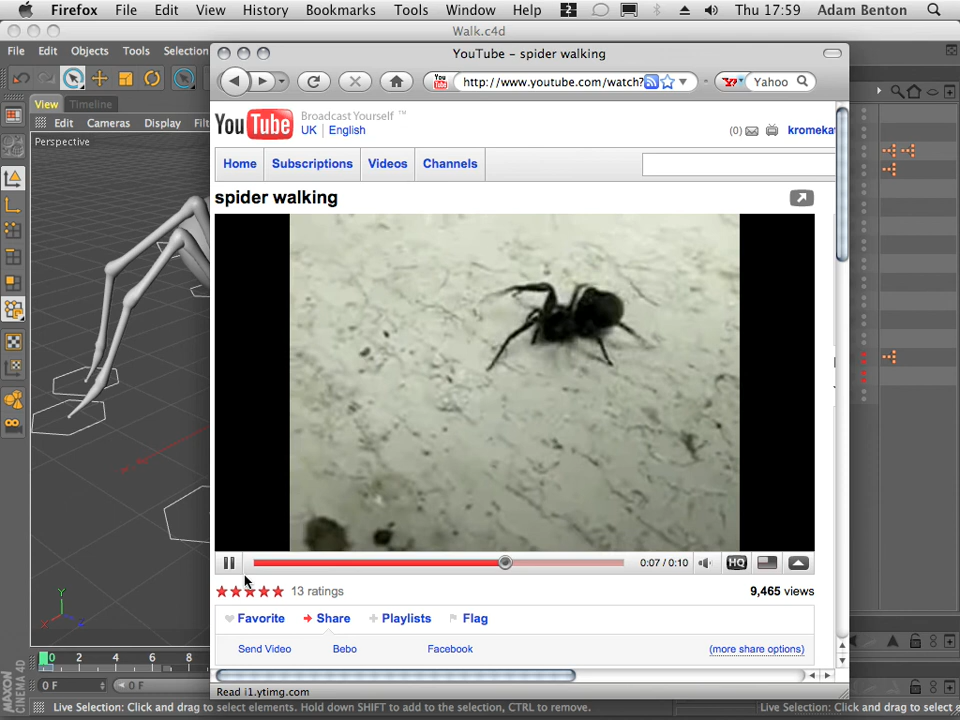 Firefox File Edit View History Bookmarks Tools Window Help 2 Thu 17:59 Adam Benton
Walk.c4d
File Edit Objects Tools Selection
YouTube - spider walking
http://www.youtube.com/watch?
Yahoo
View Timeline
Edit Cameras Display
Perspective
YouTube
Broadcast Yourself ™
UK | English
(0)
Home Subscriptions Videos Channels
spider walking
0:07 / 0:10
HQ
13 ratings
9,465 views
Favorite Share Playlists Flag
Send Video Bebo Facebook (more share options)
Read i1.ytimg.com
X Y Z
0 2 4 6
0 F 0 F
MAXON CINEMA 4D
Live Selection: Click and drag to select elements. Hold down SHIFT to add to the selection, CTRL to remove.
Live Selection: Click and drag to select